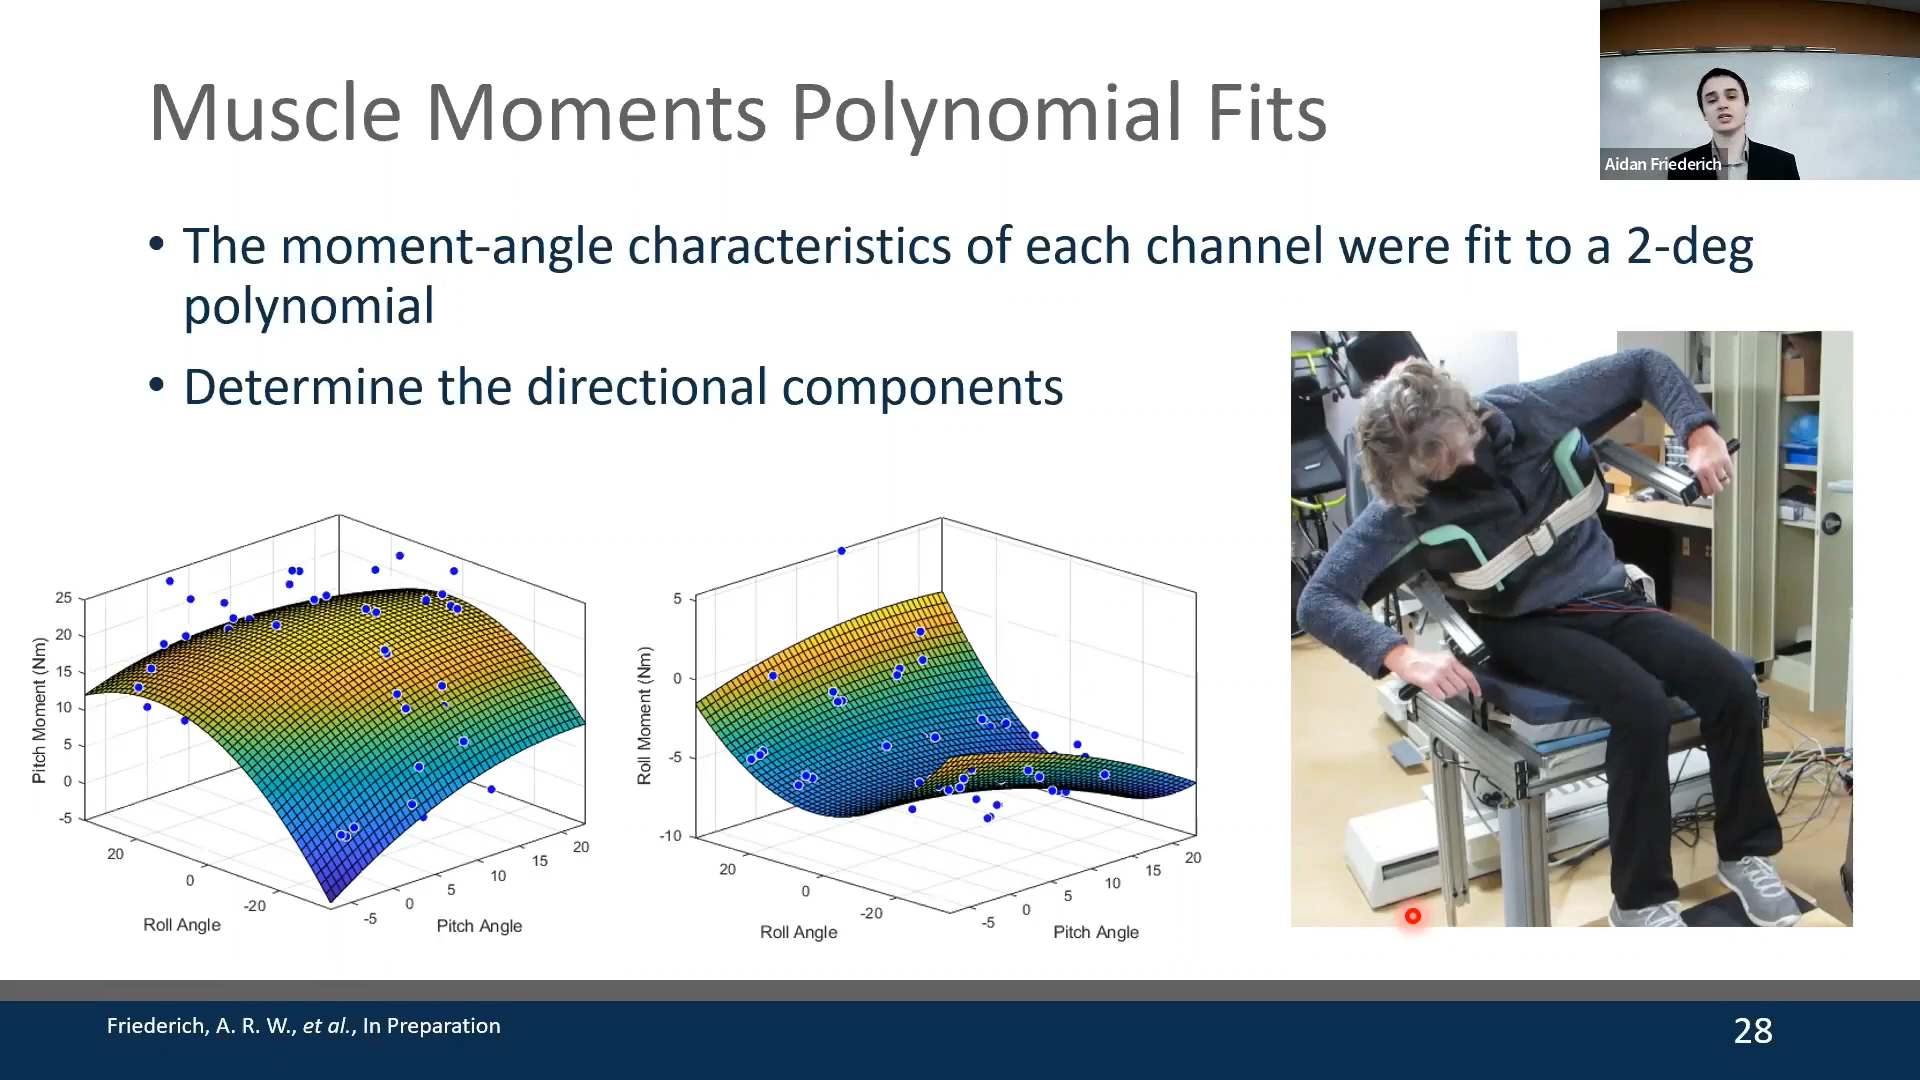 Muscle Moments Polynomial Fits
Aidan Friederich
• The moment-angle characteristics of each channel were fit to a 2-deg
polynomial
• Determine the directional components
25
20
15
10
5
0
-5
Pitch Moment (Nm)
20
0
-20
Roll Angle
-5
0
5
10
15
20
Pitch Angle
5
0
-5
-10
Roll Moment (Nm)
20
0
-20
Roll Angle
-5
0
5
10
15
20
Pitch Angle
Friederich, A. R. W., et al., In Preparation
28